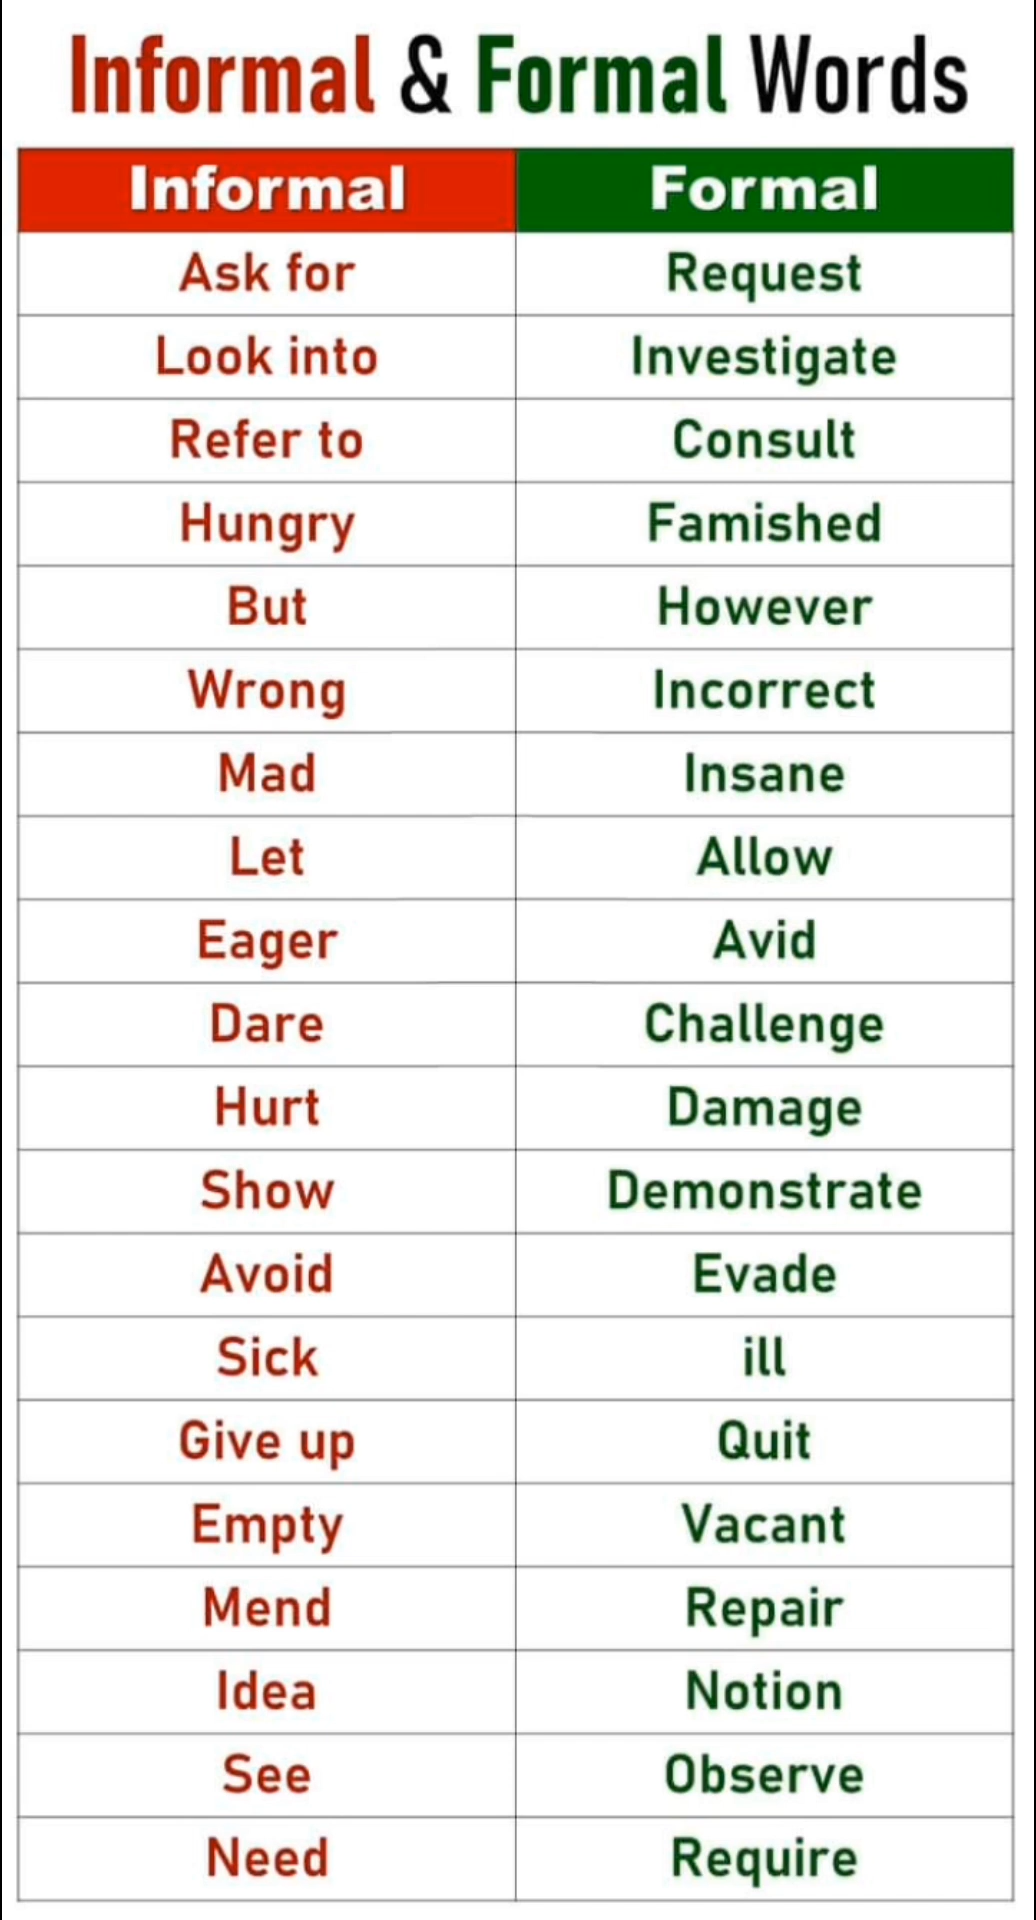 Informal & Formal Words
Informal Formal
Ask for Request
Look into Investigate
Refer to Consult
Hungry Famished
But However
Wrong Incorrect
Mad Insane
Let Allow
Eager Avid
Dare Challenge
Hurt Damage
Show Demonstrate
Avoid Evade
Sick ill
Give up Quit
Empty Vacant
Mend Repair
Idea Notion
See Observe
Need Require